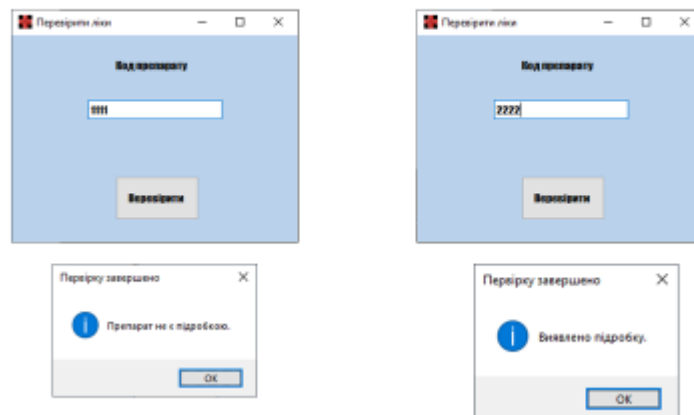 Перевірити ліки
Код препарату
1111
Перевірити
Перевірку завершено
Препарат не є підробкою.
OK
Перевірити ліки
Код препарату
2222
Перевірити
Перевірку завершено
Виявлено підробку.
OK